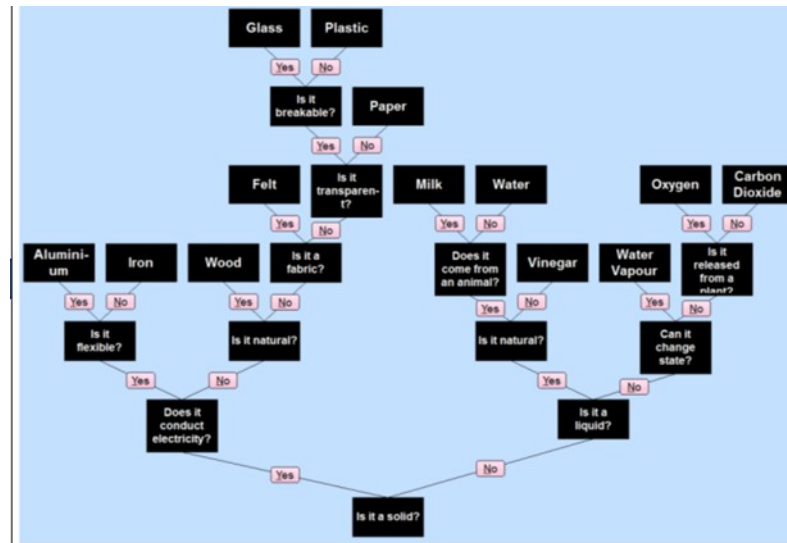 Glass
Plastic
Yes
No
Is it
breakable?
Paper
Yes
No
Felt
Is it
transparen-
t?
Milk
Water
Oxygen
Carbon
Dioxide
Yes
No
Yes
No
Yes
No
Alumini-
um
Iron
Wood
Is it a
fabric?
Does it
come from
an animal?
Vinegar
Water
Vapour
Is it
released
from a
plant?
Yes
No
Yes
No
Yes
No
Yes
No
Is it
flexible?
Is it natural?
Is it natural?
Can it
change
state?
Yes
No
Yes
No
Does it
conduct
electricity?
Is it a
liquid?
Yes
No
Is it a solid?